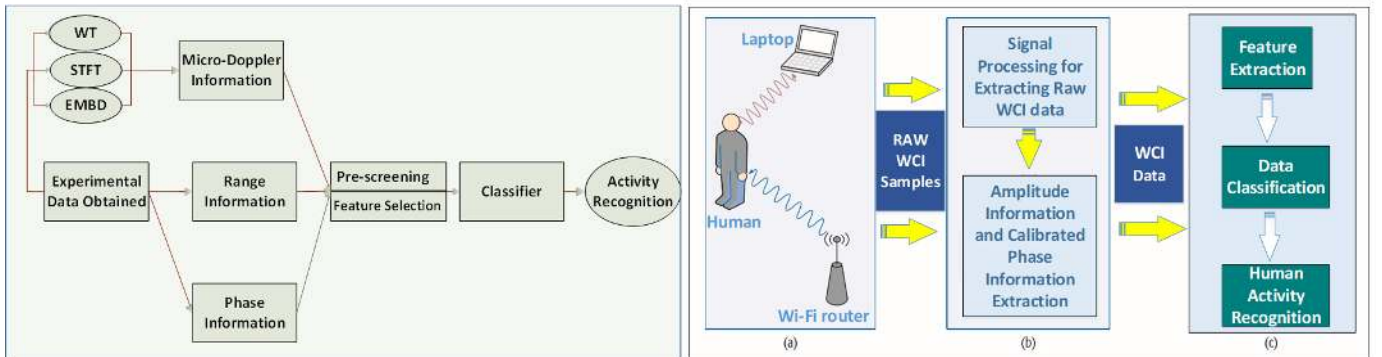 WT
STFT
EMBD
Micro-Doppler
Information
Experimental
Data Obtained
Range
Information
Phase
Information
Pre-screening
Feature Selection
Classifier
Activity
Recognition
Laptop
Human
Wi-Fi router
(a)
RAW
WCI
Samples
Signal
Processing for
Extracting Raw
WCI data
Amplitude
Information
and Calibrated
Phase
Information
Extraction
(b)
WCI
Data
Feature
Extraction
Data
Classification
Human
Activity
Recognition
(c)